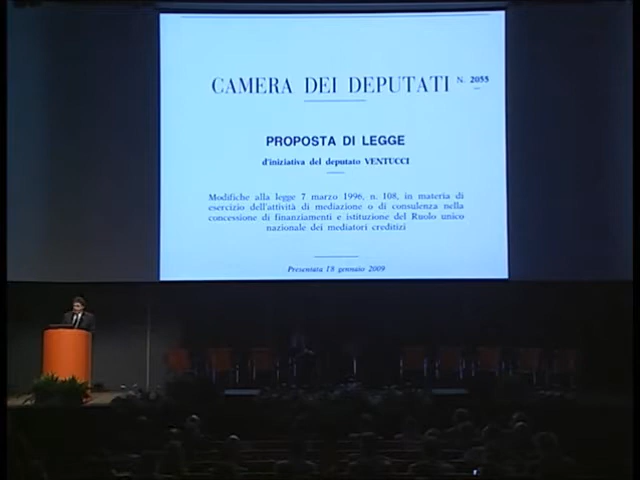 CAMERA DEI DEPUTATI N. 2055
PROPOSTA DI LEGGE
d'iniziativa del deputato VENTUCCI
Modifiche alla legge 7 marzo 1996, n. 108, in materia di
esercizio dell'attività di mediazione o di consulenza nella
concessione di finanziamenti e istituzione del Ruolo unico
nazionale dei mediatori creditizi
Presentata l'8 gennaio 2009